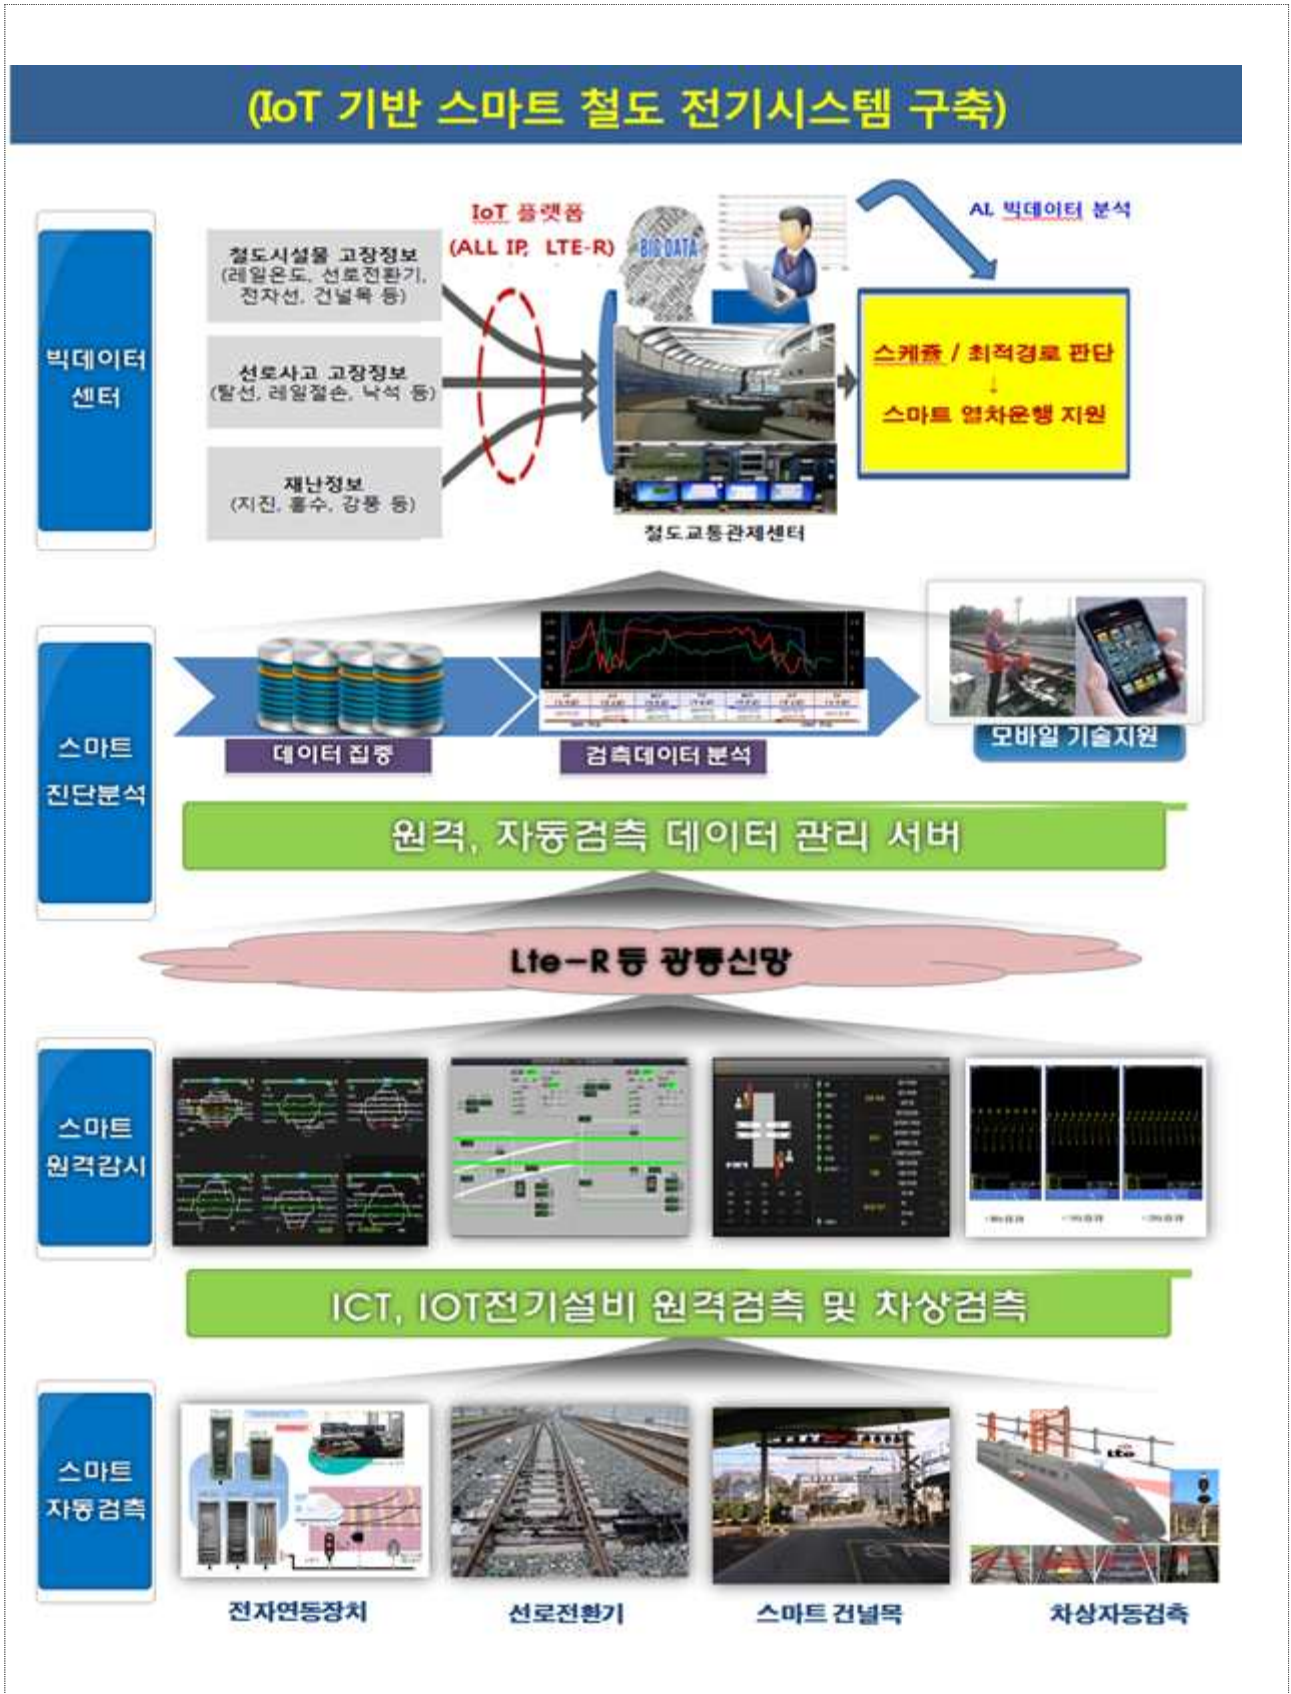 (IoT 기반 스마트 철도 전기시스템 구축)
빅데이터
센터
철도시설물 고장정보
(레일온도, 선로전환기,
전차선, 건널목 등)
선로사고 고장정보
(탈선, 레일절손, 낙석 등)
재난정보
(지진, 홍수, 강풍 등)
IoT 플랫폼
(ALL IP, LTE-R)
BIG DATA
철도교통관제센터
AI, 빅데이터 분석
스케쥴 / 최적경로 판단
↓
스마트 열차운행 지원
스마트
진단분석
데이터 집중
검측데이터 분석
모바일 기술지원
원격, 자동검측 데이터 관리 서버
Lte-R 등 광통신망
스마트
원격감시
ICT, IOT전기설비 원격검측 및 차상검측
스마트
자동검측
Lte
전자연동장치
선로전환기
스마트 건널목
차상자동검측